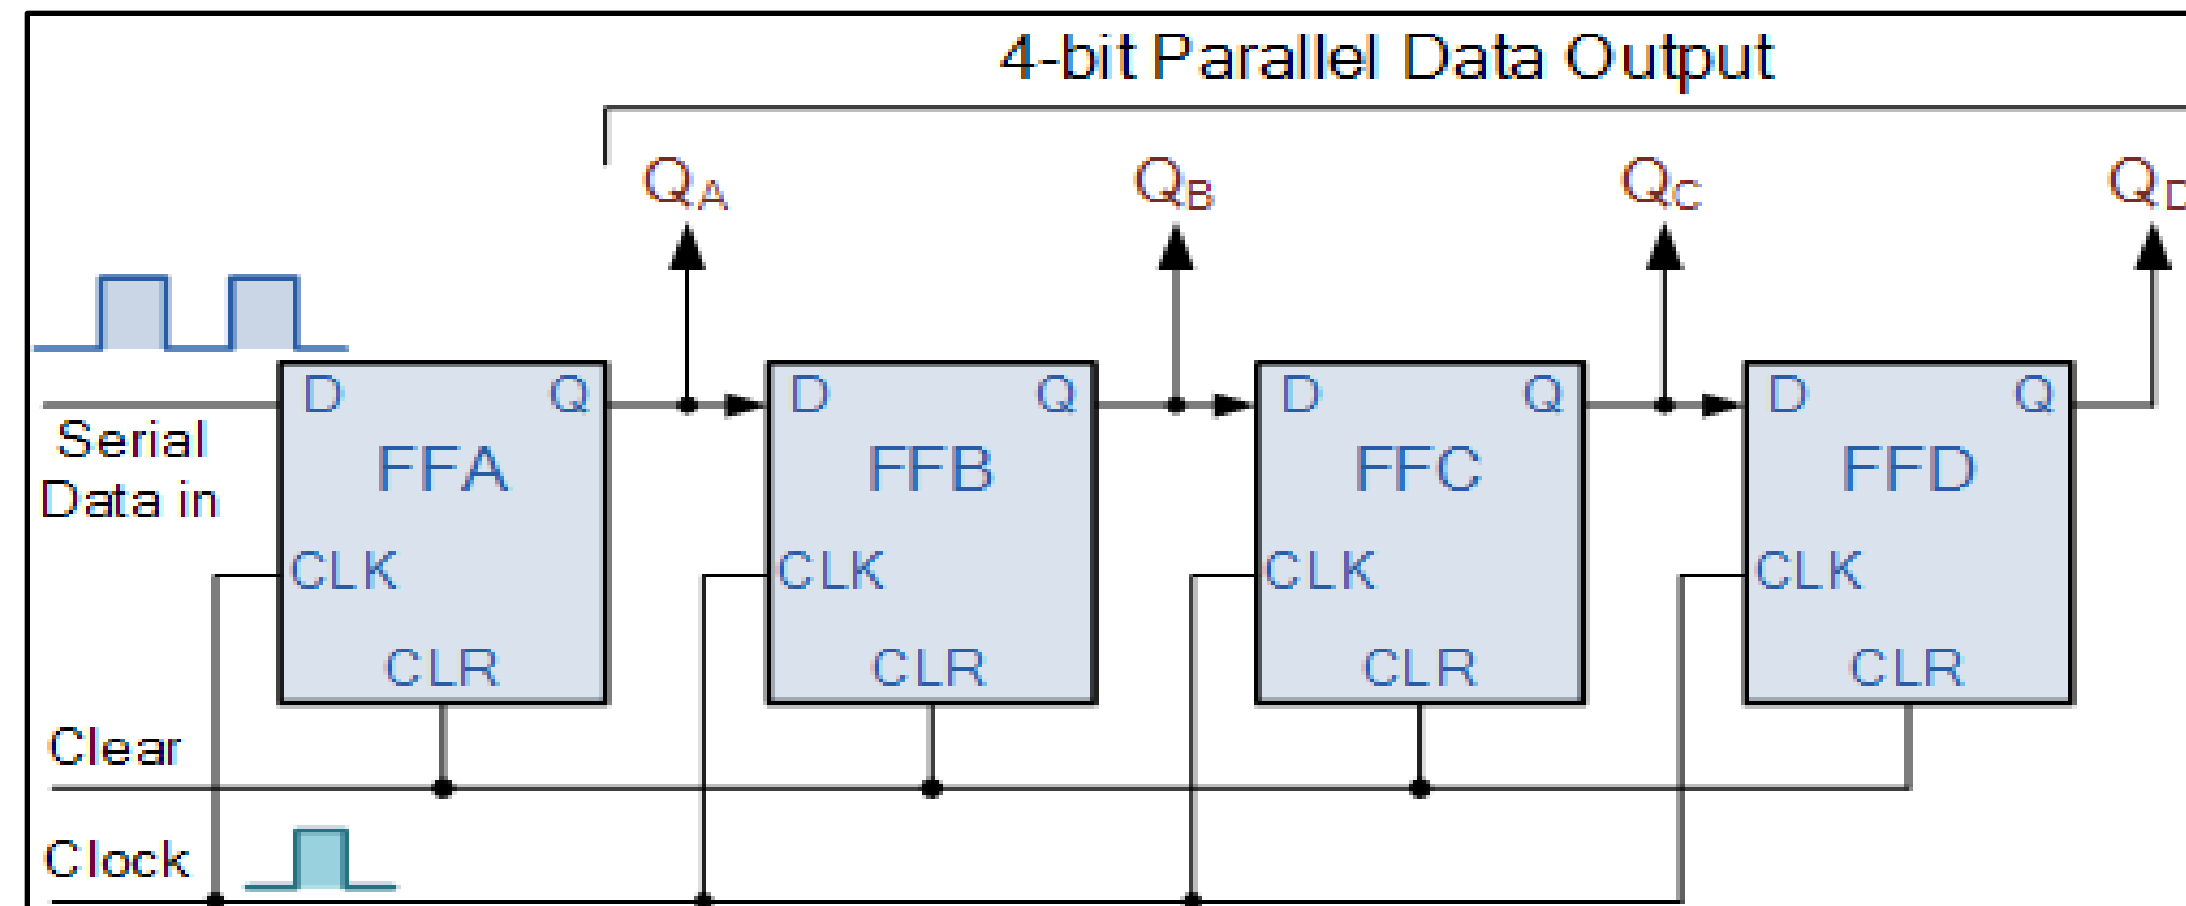 4-bit Parallel Data Output
QA QB QC QD
D Q D Q D Q D Q
Serial
Data in
FFA FFB FFC FFD
CLK CLK CLK CLK
CLR CLR CLR CLR
Clear
Clock